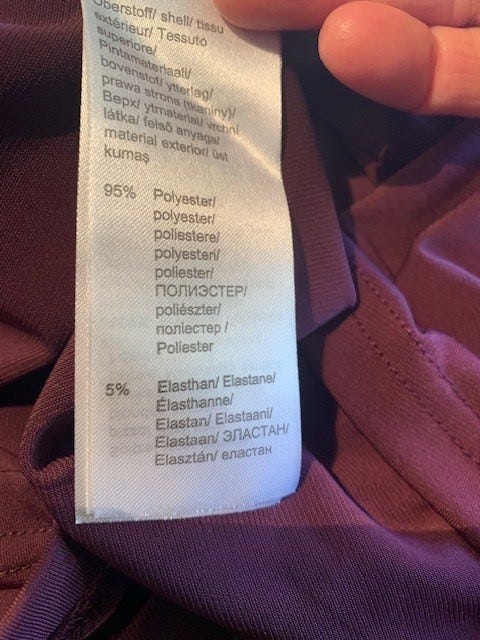 Oberstoff/ shell/ tissu
extérieur/ Tessuto
superiore/
Pintamateriaali/
bovenstof/ ytterlag/
prawa strona (tkaniny)/
Верх/ ytmaterial/ vrchní
látka/ felső anyaga/
material exterior/ üst
kumaş
95% Polyester/
polyester/
poliestere/
polyesteri/
poliester/
ПОЛИЭСТЕР/
poliészter/
поліестер /
Poliester
5% Elasthan/ Elastane/
Élasthanne/
Elastan/ Elastaani/
Elastaan/ ЭЛАСТАН/
Elasztán/ еластан